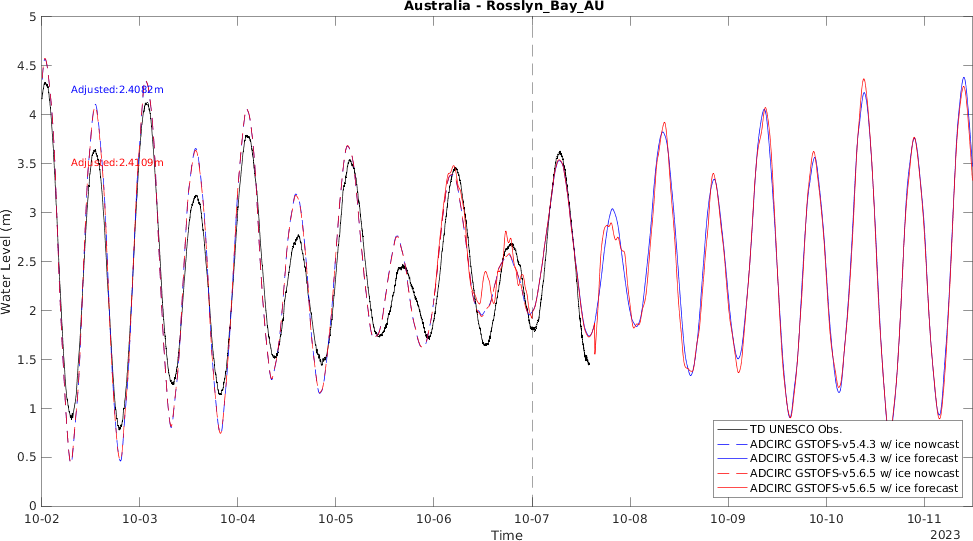 Australia - Rosslyn_Bay_AU
5
4.5
4
3.5
3
2.5
2
1.5
1
0.5
0
Water Level (m)
Adjusted:2.4082m
Adjusted:2.4109m
TD UNESCO Obs.
ADCIRC GSTOFS-v5.4.3 w/ ice nowcast
ADCIRC GSTOFS-v5.4.3 w/ ice forecast
ADCIRC GSTOFS-v5.6.5 w/ ice nowcast
ADCIRC GSTOFS-v5.6.5 w/ ice forecast
10-02 10-03 10-04 10-05 10-06 10-07 10-08 10-09 10-10 10-11
Time
2023